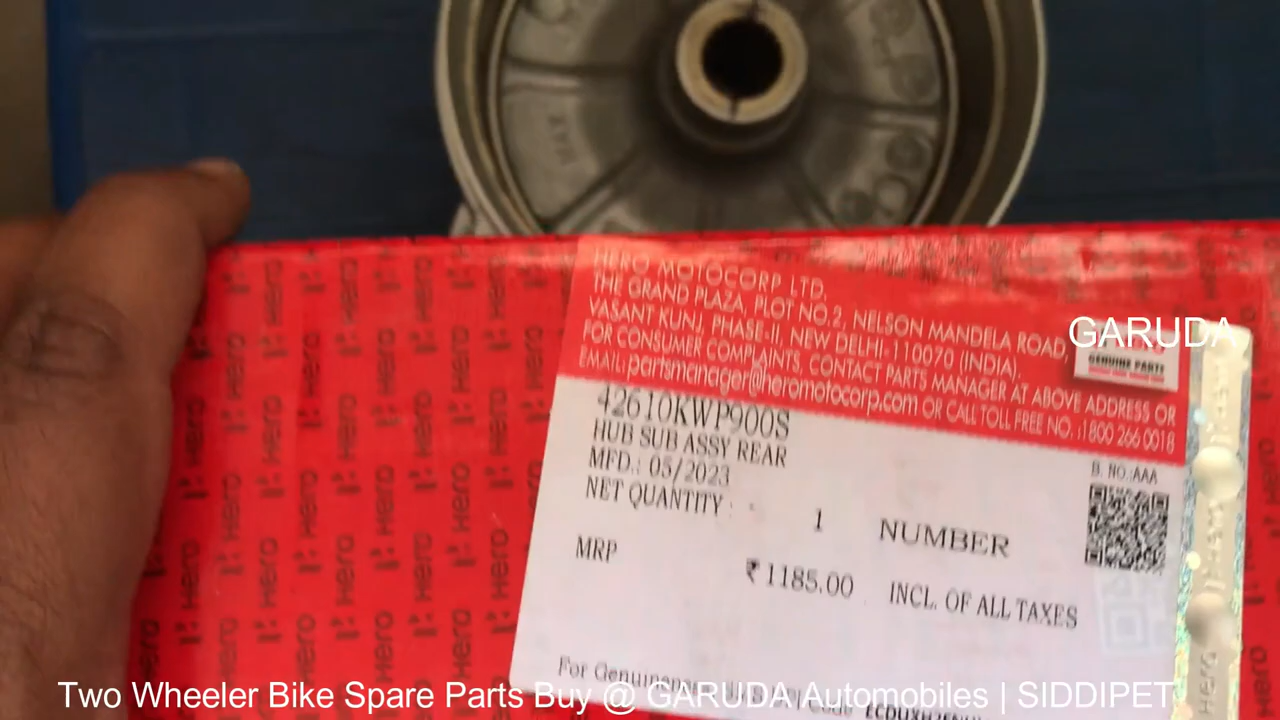 HERO MOTOCORP LTD.
THE GRAND PLAZA, PLOT NO.2, NELSON MANDELA ROAD,
VASANT KUNJ, PHASE-II, NEW DELHI-110070 (INDIA).
FOR CONSUMER COMPLAINTS, CONTACT PARTS MANAGER AT ABOVE ADDRESS OR
EMAIL:partsmanager@heromotocorp.com OR CALL TOLL FREE NO. :1800 266 0018
GARUDA
GENUINE PARTS
42610KWP900S
HUB SUB ASSY REAR
MFD.: 05/2023
B. NO.:AAA
NET QUANTITY : 1 NUMBER
MRP ₹1185.00 INCL. OF ALL TAXES
For
Hero
Hero
Two Wheeler Bike Spare Parts Buy @ GARUDA Automobiles | SIDDIPET